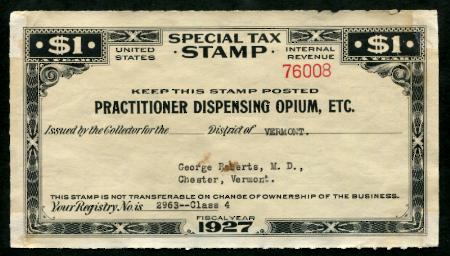 $1 SPECIAL TAX $1
A YEAR UNITED STATES STAMP INTERNAL REVENUE A YEAR
76008
KEEP THIS STAMP POSTED
PRACTITIONER DISPENSING OPIUM, ETC.
Issued by the Collector for the District of VERMONT.
George Roberts, M. D.,
Chester, Vermont.
THIS STAMP IS NOT TRANSFERABLE ON CHANGE OF OWNERSHIP OF THE BUSINESS.
Your Registry No. is 2963--Class 4
FISCAL YEAR
1927